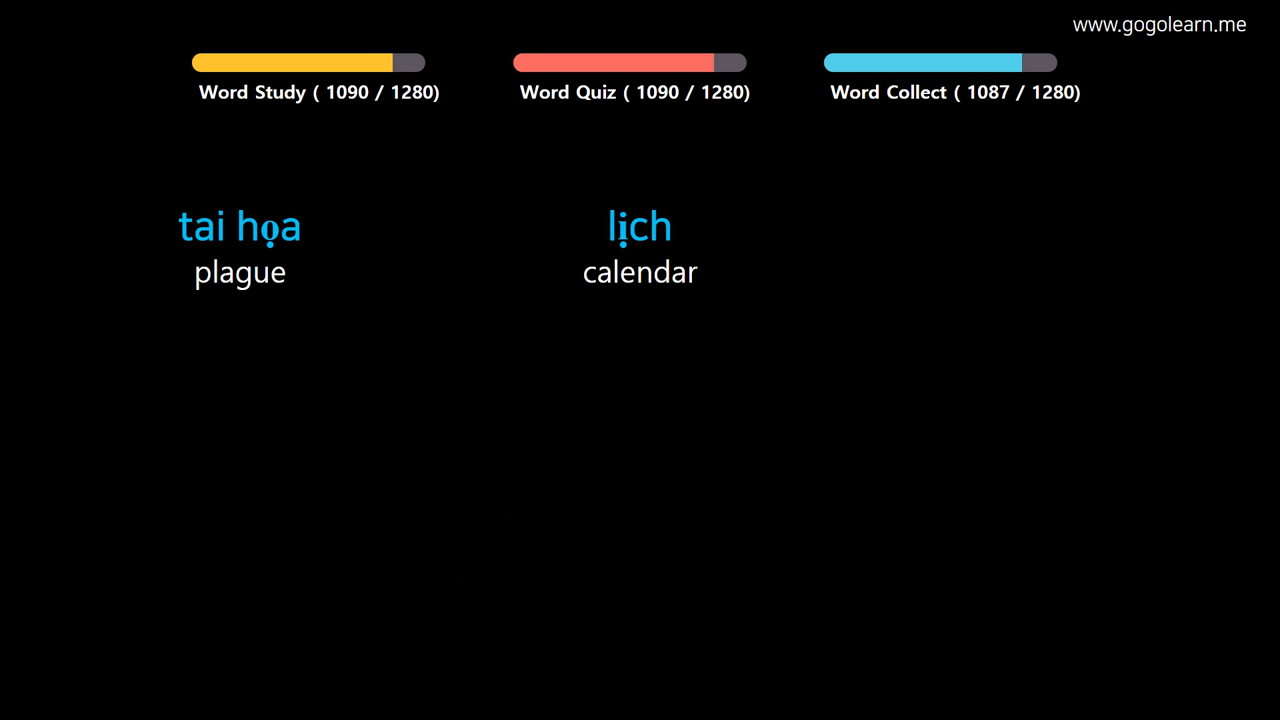 www.gogolearn.me
Word Study ( 1090 / 1280)
Word Quiz ( 1090 / 1280)
Word Collect ( 1087 / 1280)
tai họa
plague
lịch
calendar